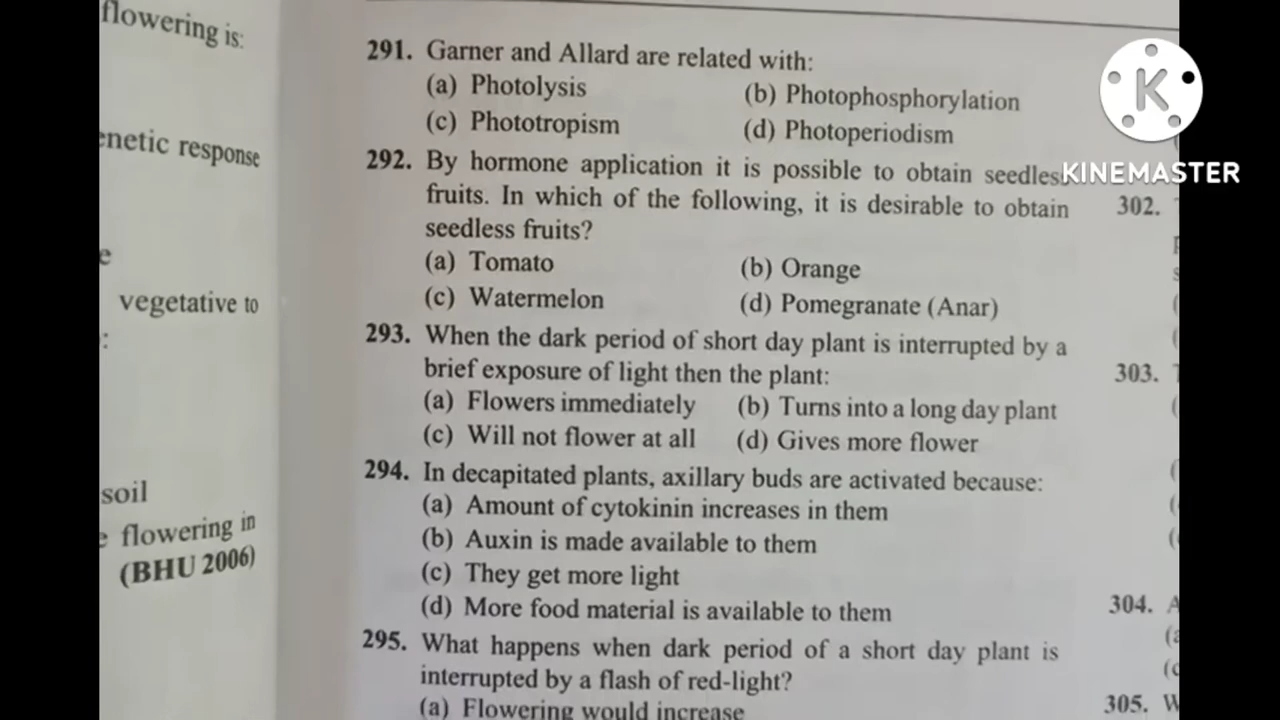 flowering is:
enetic response
e
vegetative to
:
soil
e flowering in
(BHU 2006)
291. Garner and Allard are related with:
(a) Photolysis (b) Photophosphorylation
(c) Phototropism (d) Photoperiodism
292. By hormone application it is possible to obtain seedless
fruits. In which of the following, it is desirable to obtain
seedless fruits?
(a) Tomato (b) Orange
(c) Watermelon (d) Pomegranate (Anar)
293. When the dark period of short day plant is interrupted by a
brief exposure of light then the plant:
(a) Flowers immediately (b) Turns into a long day plant
(c) Will not flower at all (d) Gives more flower
294. In decapitated plants, axillary buds are activated because:
(a) Amount of cytokinin increases in them
(b) Auxin is made available to them
(c) They get more light
(d) More food material is available to them
295. What happens when dark period of a short day plant is
interrupted by a flash of red-light?
(a) Flowering would increase
302.
303.
304. A
305. W
K
KINEMASTER